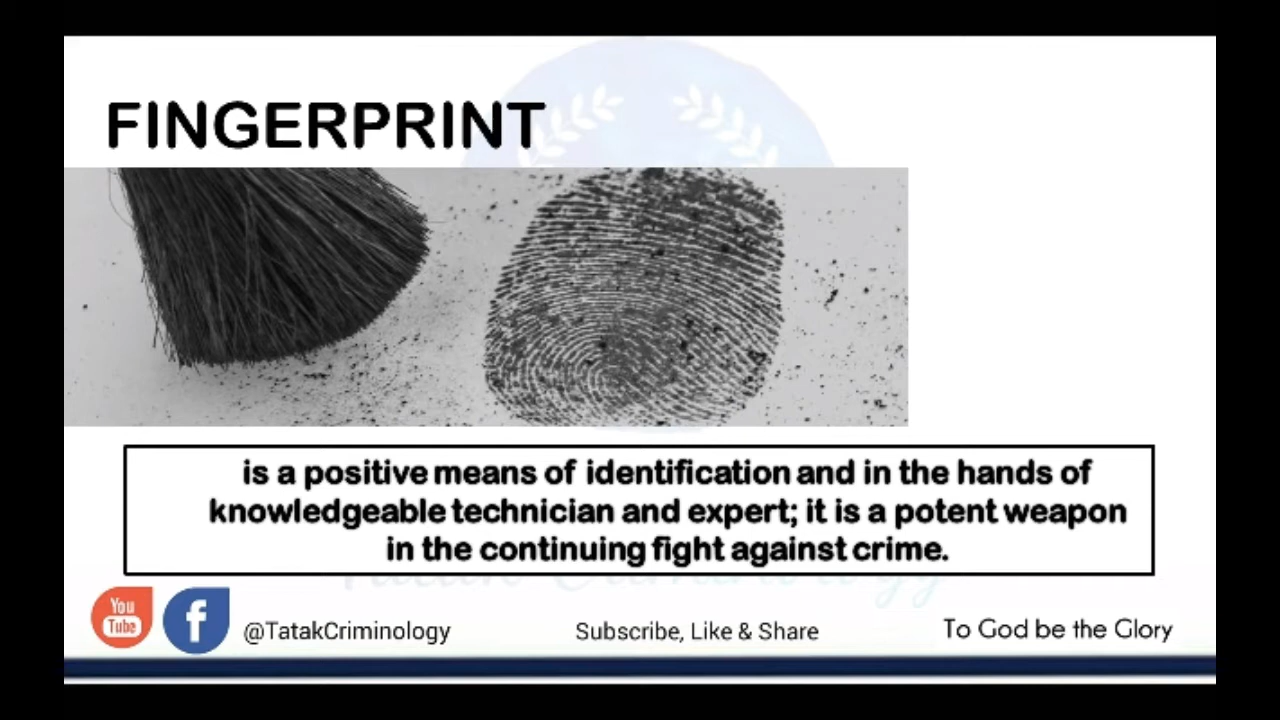 FINGERPRINT
is a positive means of identification and in the hands of
knowledgeable technician and expert; it is a potent weapon
in the continuing fight against crime.
You
Tube
f
@TatakCriminology
Subscribe, Like & Share
To God be the Glory